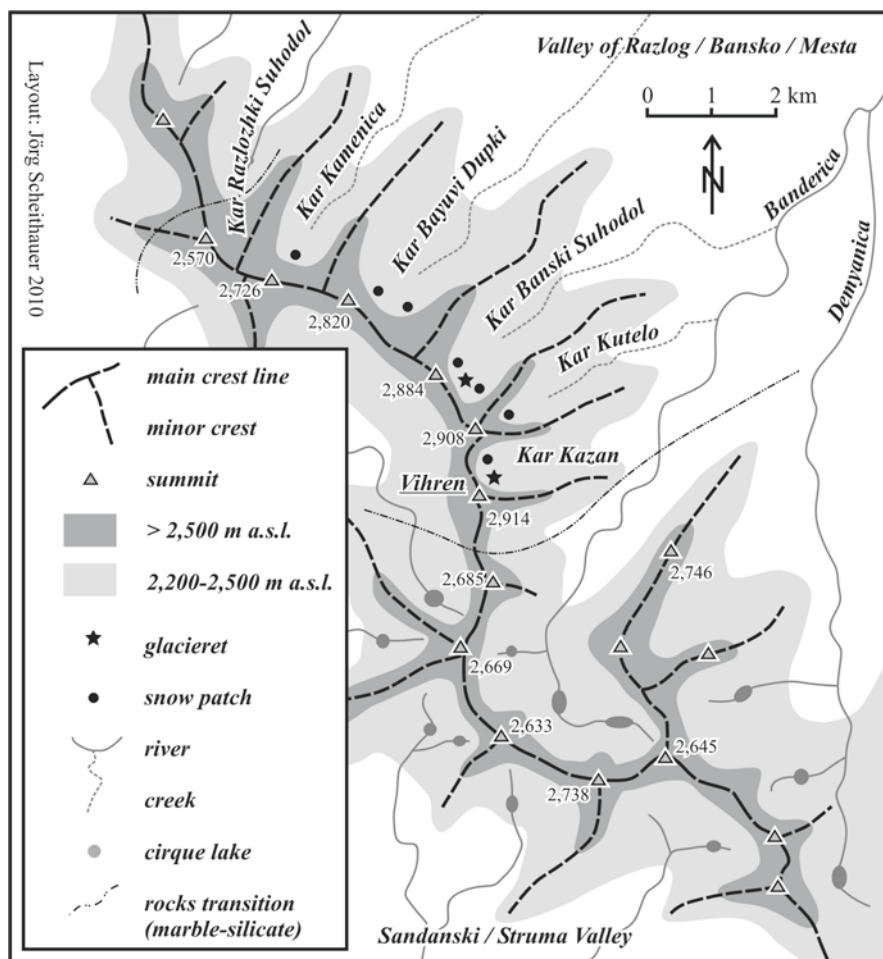 Layout: Jörg Scheithauer 2010
Valley of Razlog / Bansko / Mesta
0 1 2 km
N
Kar Razlozhki Suhodol
Kar Kamenica
Kar Bayuvi Dupki
Kar Banski Suhodol
Kar Kutelo
Kar Kazan
Banderica
Demyanica
2,570
2,726
2,820
2,884
2,908
Vihren
2,914
2,685
2,746
2,669
2,633
2,645
2,738
main crest line
minor crest
summit
> 2,500 m a.s.l.
2,200-2,500 m a.s.l.
glacieret
snow patch
river
creek
cirque lake
rocks transition
(marble-silicate)
Sandanski / Struma Valley